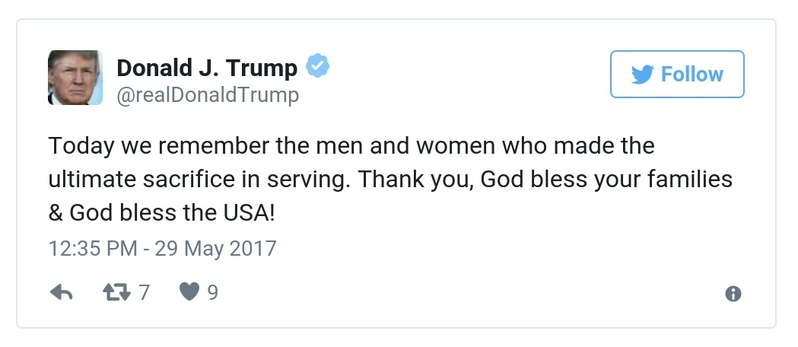 Donald J. Trump
@realDonaldTrump
Follow
Today we remember the men and women who made the
ultimate sacrifice in serving. Thank you, God bless your families
& God bless the USA!
12:35 PM - 29 May 2017
7 9